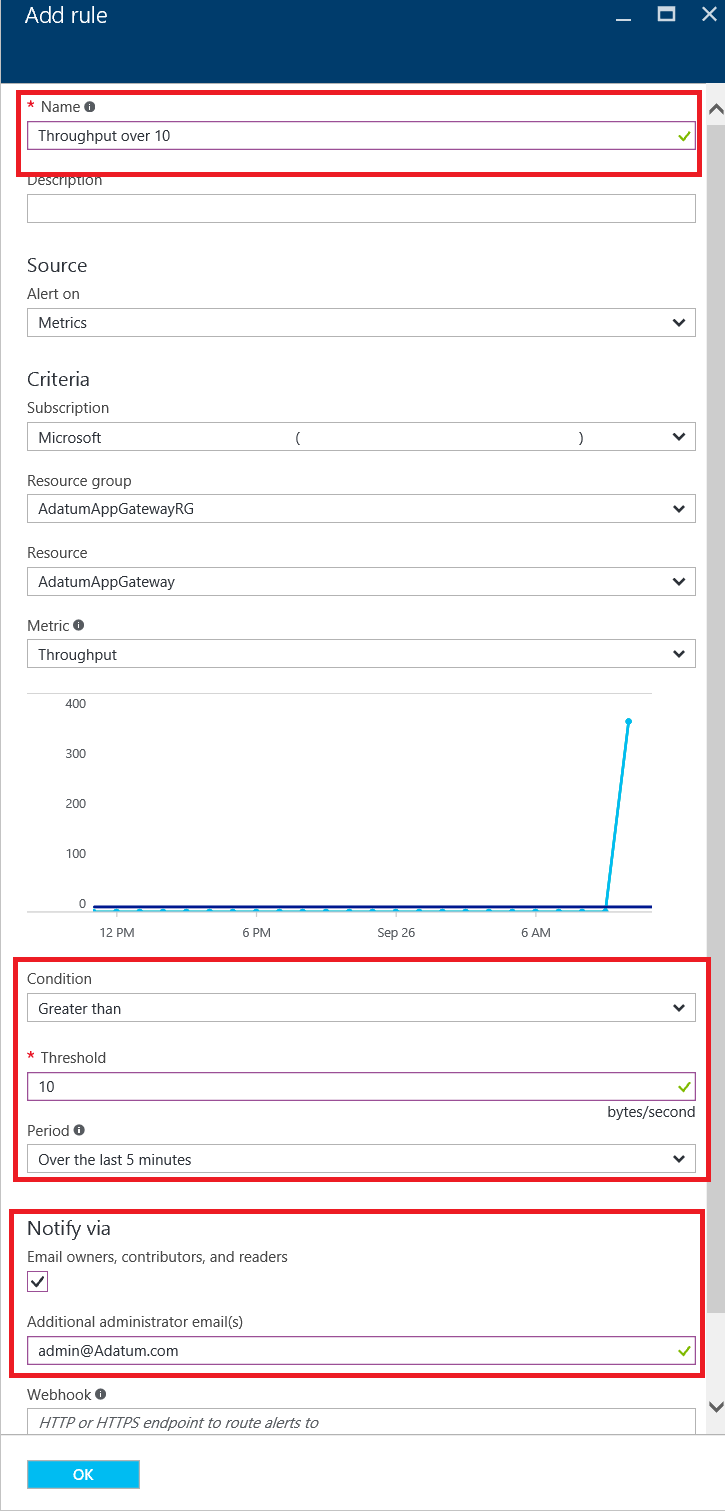 Add rule
* Name
Throughput over 10
Description
Source
Alert on
Metrics
Criteria
Subscription
Microsoft ( )
Resource group
AdatumAppGatewayRG
Resource
AdatumAppGateway
Metric
Throughput
400
300
200
100
0
12 PM 6 PM Sep 26 6 AM
Condition
Greater than
* Threshold
10
bytes/second
Period
Over the last 5 minutes
Notify via
Email owners, contributors, and readers
Additional administrator email(s)
admin@Adatum.com
Webhook
HTTP or HTTPS endpoint to route alerts to
OK